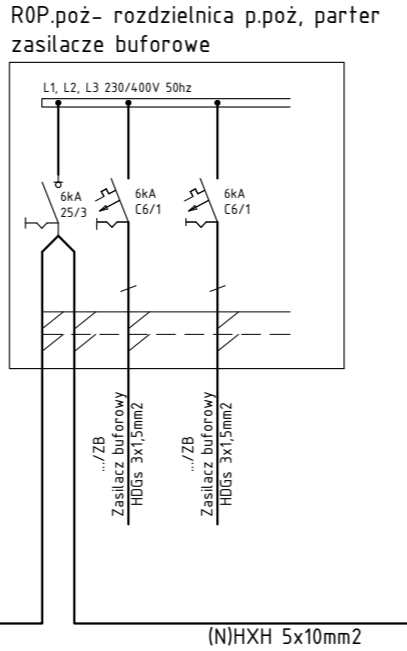 R0P.poż- rozdzielnica p.poż, parter
zasilacze buforowe
L1, L2, L3 230/400V 50hz
6kA
25/3
6kA
C6/1
6kA
C6/1
.../ZB
Zasilacz buforowy
HDGs 3x1,5mm2
.../ZB
Zasilacz buforowy
HDGs 3x1,5mm2
(N)HXH 5x10mm2